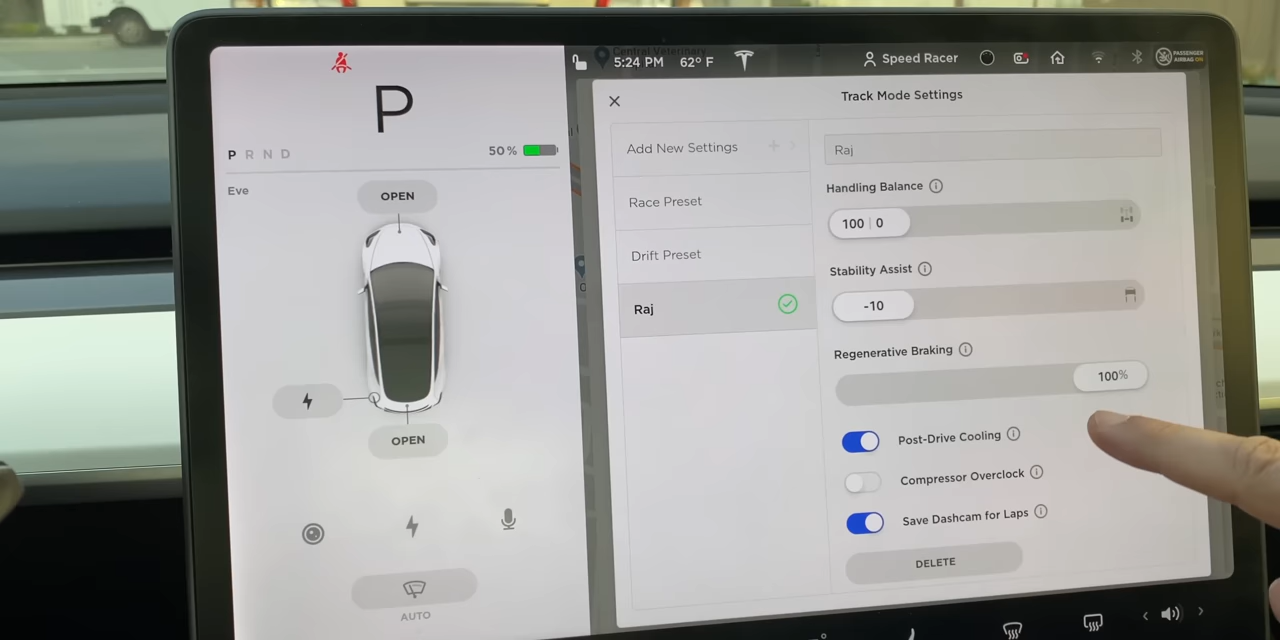 P
P R N D
50%
Eve
OPEN
OPEN
AUTO
Central Veterinary
5:24 PM 62° F
Speed Racer
PASSENGER
AIRBAG ON
Track Mode Settings
Add New Settings
Race Preset
Drift Preset
Raj
Raj
Handling Balance
100 | 0
Stability Assist
-10
Regenerative Braking
100%
Post-Drive Cooling
Compressor Overclock
Save Dashcam for Laps
DELETE